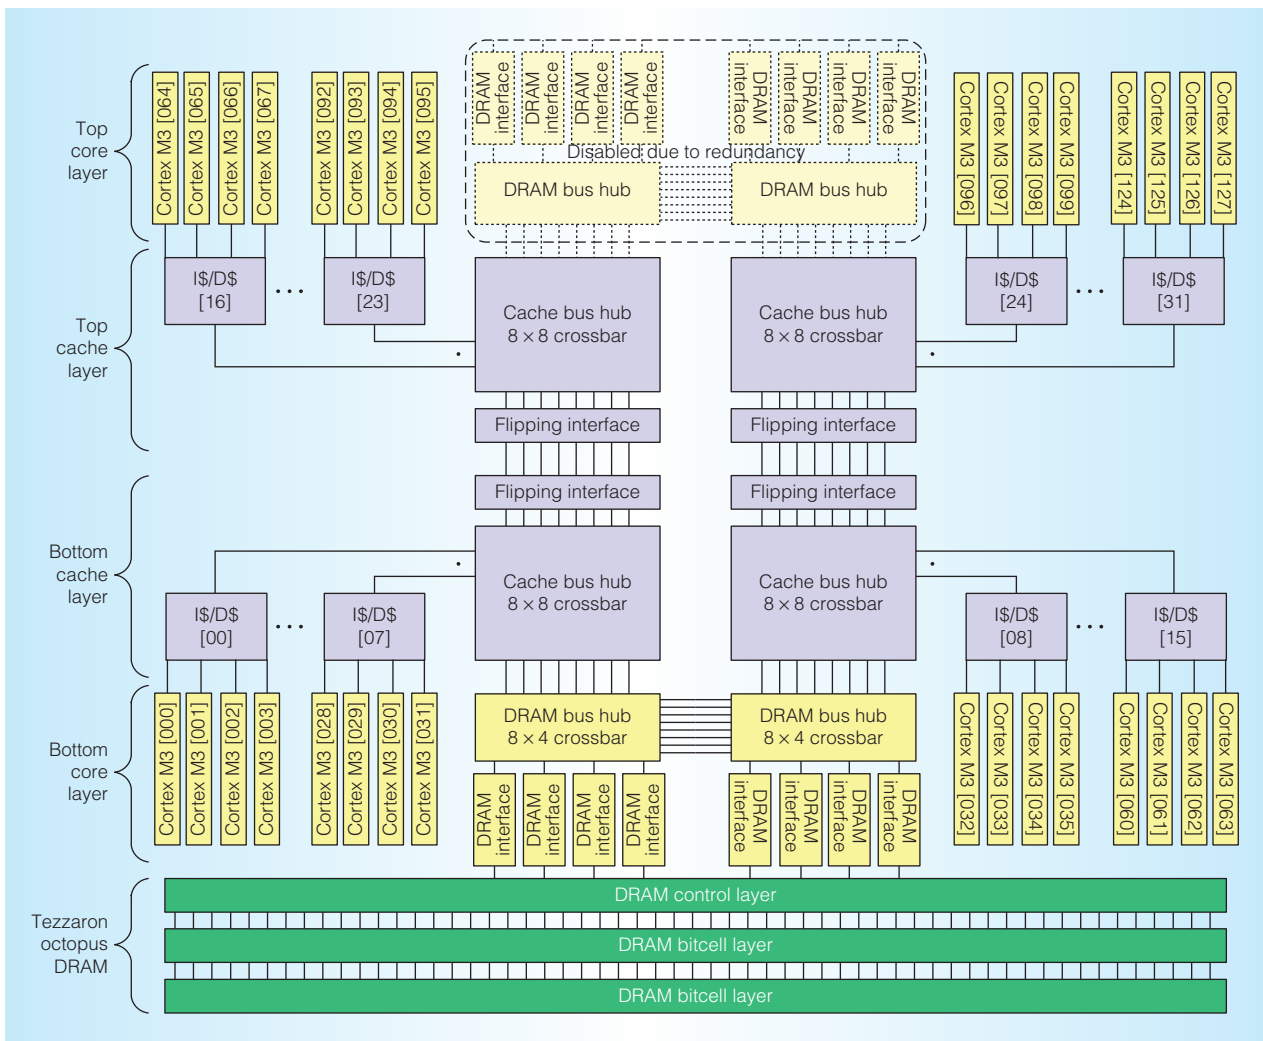 Top
core
layer
Cortex M3 [064]
Cortex M3 [065]
Cortex M3 [066]
Cortex M3 [067]
Cortex M3 [092]
Cortex M3 [093]
Cortex M3 [094]
Cortex M3 [095]
DRAM
interface
DRAM
interface
DRAM
interface
DRAM
interface
DRAM
interface
DRAM
interface
DRAM
interface
DRAM
interface
Cortex M3 [096]
Cortex M3 [097]
Cortex M3 [098]
Cortex M3 [099]
Cortex M3 [124]
Cortex M3 [125]
Cortex M3 [126]
Cortex M3 [127]
Disabled due to redundancy
DRAM bus hub
DRAM bus hub
Top
cache
layer
I$/D$
[16]
...
I$/D$
[23]
Cache bus hub
8 × 8 crossbar
Cache bus hub
8 × 8 crossbar
I$/D$
[24]
...
I$/D$
[31]
Flipping interface
Flipping interface
Flipping interface
Flipping interface
Bottom
cache
layer
Cache bus hub
8 × 8 crossbar
Cache bus hub
8 × 8 crossbar
I$/D$
[00]
...
I$/D$
[07]
I$/D$
[08]
...
I$/D$
[15]
Bottom
core
layer
Cortex M3 [000]
Cortex M3 [001]
Cortex M3 [002]
Cortex M3 [003]
Cortex M3 [028]
Cortex M3 [029]
Cortex M3 [030]
Cortex M3 [031]
DRAM bus hub
8 × 4 crossbar
DRAM bus hub
8 × 4 crossbar
Cortex M3 [032]
Cortex M3 [033]
Cortex M3 [034]
Cortex M3 [035]
Cortex M3 [060]
Cortex M3 [061]
Cortex M3 [062]
Cortex M3 [063]
DRAM
interface
DRAM
interface
DRAM
interface
DRAM
interface
DRAM
interface
DRAM
interface
DRAM
interface
DRAM
interface
Tezzaron
octopus
DRAM
DRAM control layer
DRAM bitcell layer
DRAM bitcell layer